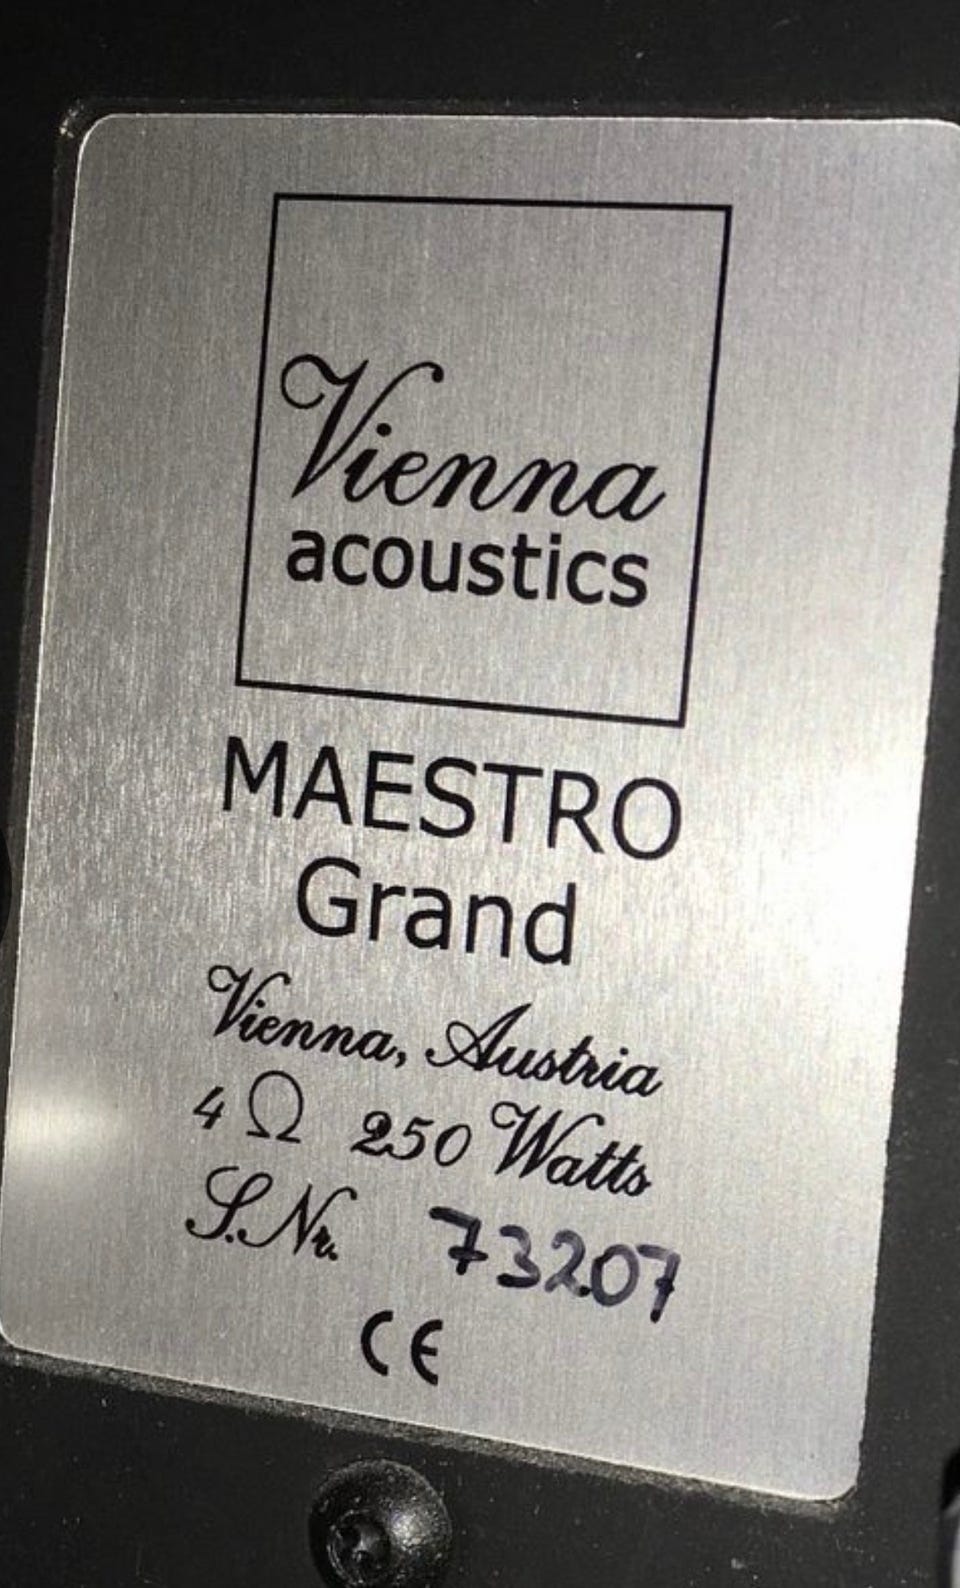 Vienna
acoustics
MAESTRO
Grand
Vienna, Austria
4 Ω 250 Watts
S.Nr. 73207
CE